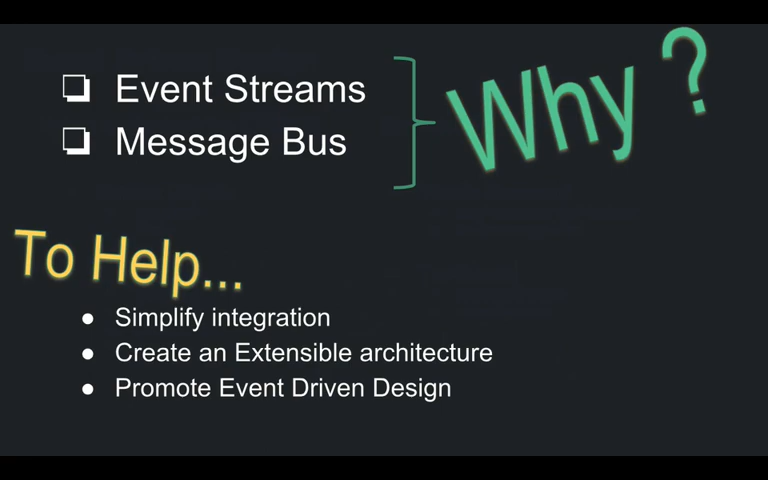 Event Streams
Message Bus
Why ?
To Help...
Simplify integration
Create an Extensible architecture
Promote Event Driven Design